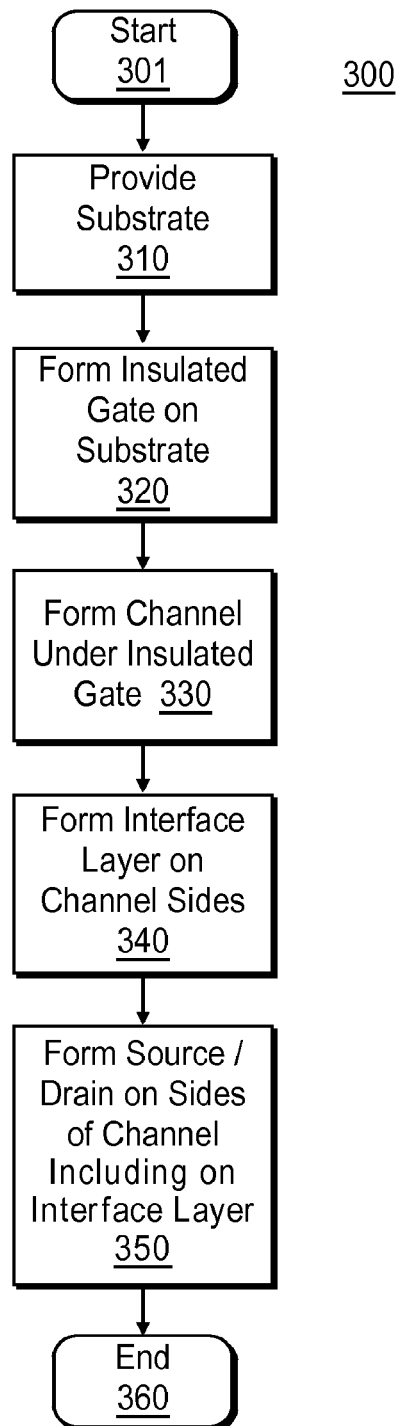 Start
301
300
Provide
Substrate
310
Form Insulated
Gate on
Substrate
320
Form Channel
Under Insulated
Gate 330
Form Interface
Layer on
Channel Sides
340
Form Source /
Drain on Sides
of Channel
Including on
Interface Layer
350
End
360